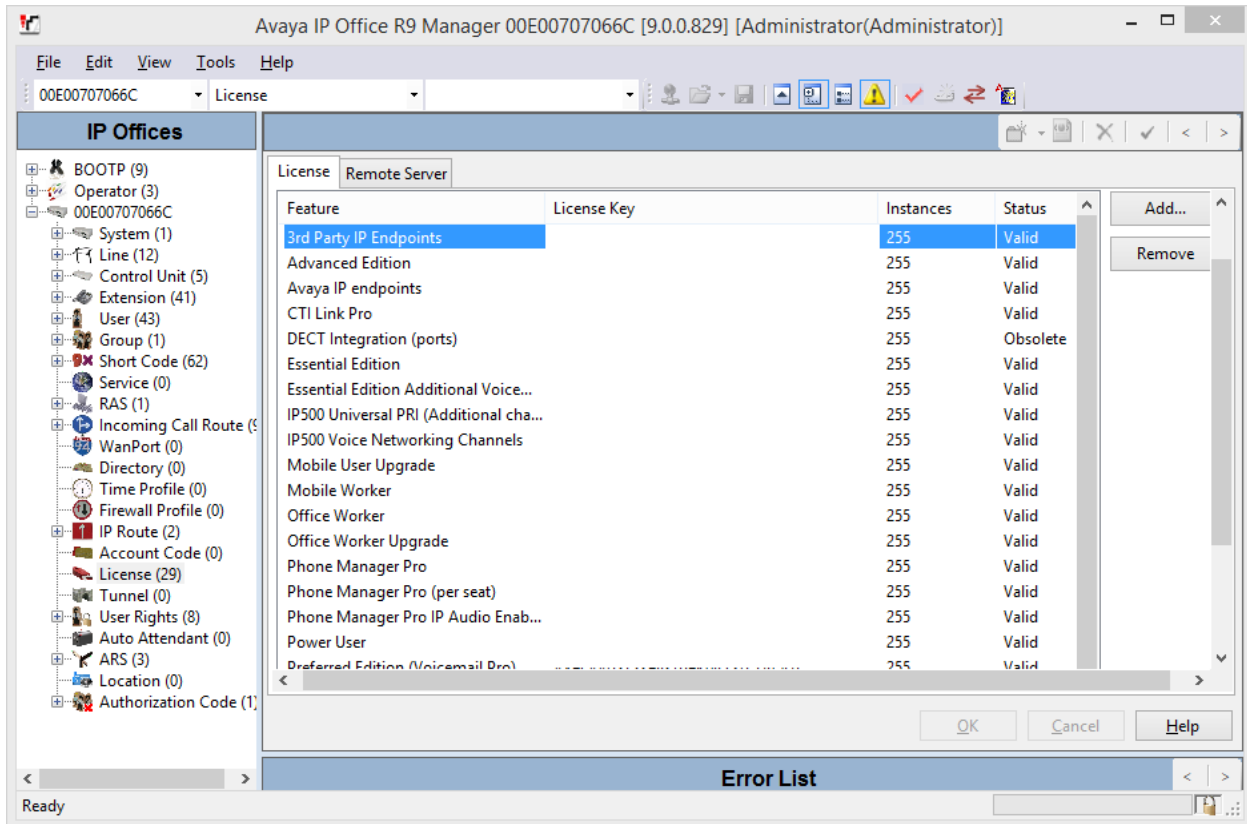 Avaya IP Office R9 Manager 00E00707066C [9.0.0.829] [Administrator(Administrator)]
File Edit View Tools Help
00E00707066C License
IP Offices
BOOTP (9)
Operator (3)
00E00707066C
System (1)
Line (12)
Control Unit (5)
Extension (41)
User (43)
Group (1)
Short Code (62)
Service (0)
RAS (1)
Incoming Call Route (9
WanPort (0)
Directory (0)
Time Profile (0)
Firewall Profile (0)
IP Route (2)
Account Code (0)
License (29)
Tunnel (0)
User Rights (8)
Auto Attendant (0)
ARS (3)
Location (0)
Authorization Code (1)
License Remote Server
Feature License Key Instances Status
3rd Party IP Endpoints 255 Valid
Advanced Edition 255 Valid
Avaya IP endpoints 255 Valid
CTI Link Pro 255 Valid
DECT Integration (ports) 255 Obsolete
Essential Edition 255 Valid
Essential Edition Additional Voice... 255 Valid
IP500 Universal PRI (Additional cha... 255 Valid
IP500 Voice Networking Channels 255 Valid
Mobile User Upgrade 255 Valid
Mobile Worker 255 Valid
Office Worker 255 Valid
Office Worker Upgrade 255 Valid
Phone Manager Pro 255 Valid
Phone Manager Pro (per seat) 255 Valid
Phone Manager Pro IP Audio Enab... 255 Valid
Power User 255 Valid
Preferred Edition (Voicemail Pro) 255 Valid
Add...
Remove
OK Cancel Help
Error List
Ready